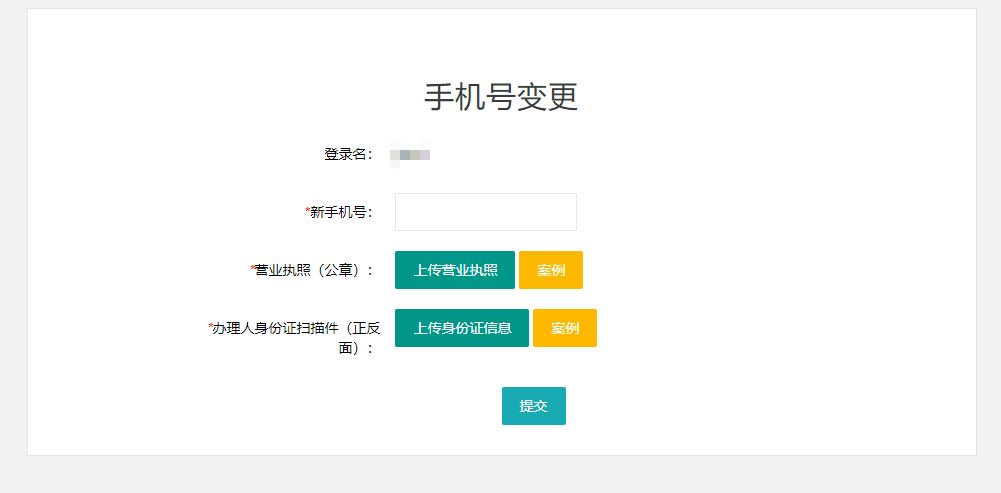 手机号变更
登录名：
*新手机号：
*营业执照（公章）： 上传营业执照 案例
*办理人身份证扫描件（正反
面）： 上传身份证信息 案例
提交